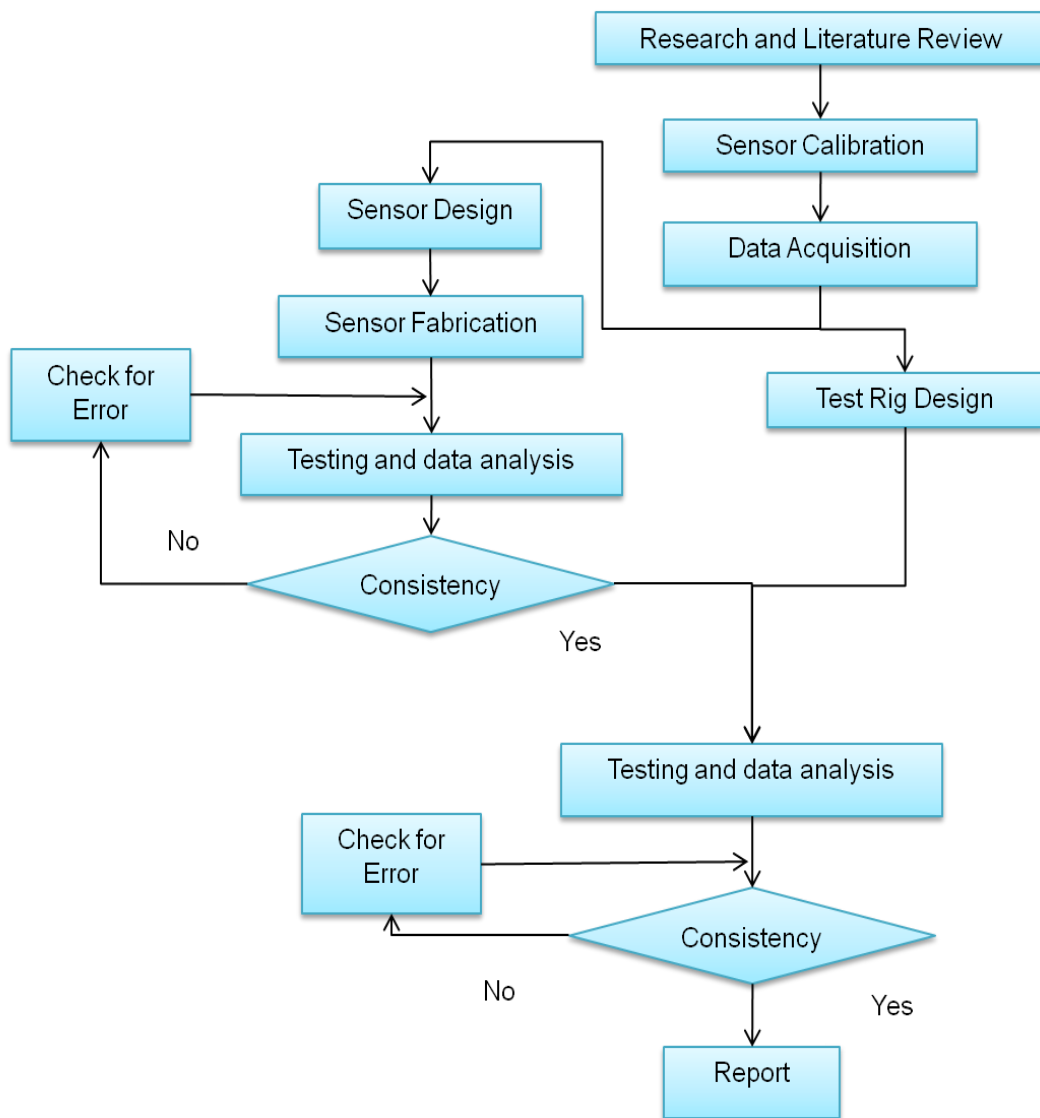 Research and Literature Review
Sensor Calibration
Sensor Design
Data Acquisition
Sensor Fabrication
Check for
Error
Test Rig Design
Testing and data analysis
No
Consistency
Yes
Testing and data analysis
Check for
Error
Consistency
No
Yes
Report